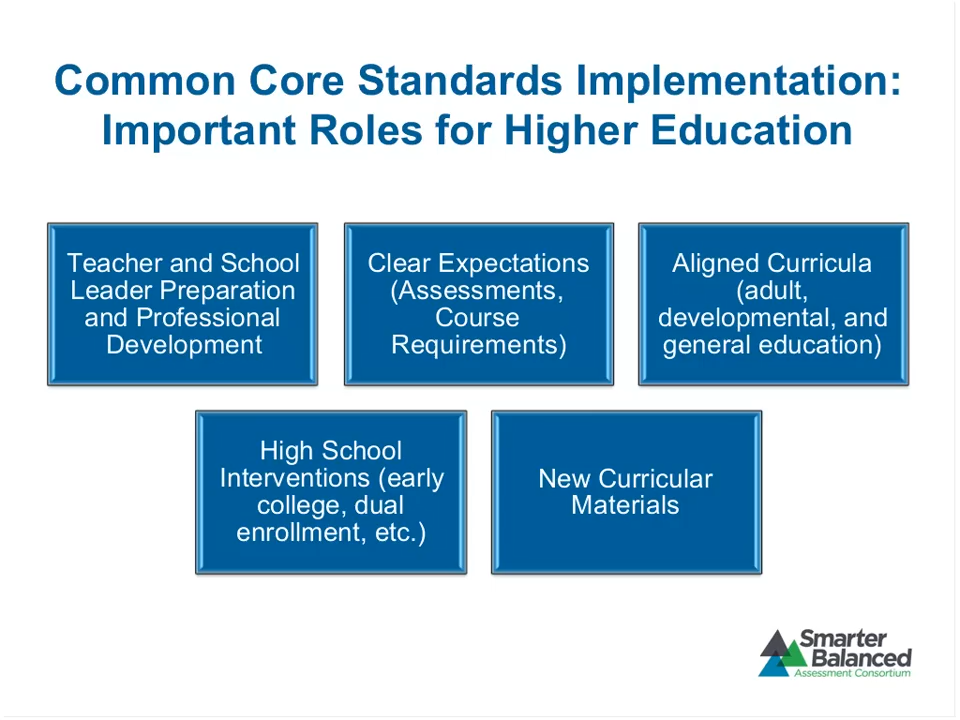 Common Core Standards Implementation:
Important Roles for Higher Education
Teacher and School
Leader Preparation
and Professional
Development
Clear Expectations
(Assessments,
Course
Requirements)
Aligned Curricula
(adult,
developmental, and
general education)
High School
Interventions (early
college, dual
enrollment, etc.)
New Curricular
Materials
Smarter
Balanced
Assessment Consortium